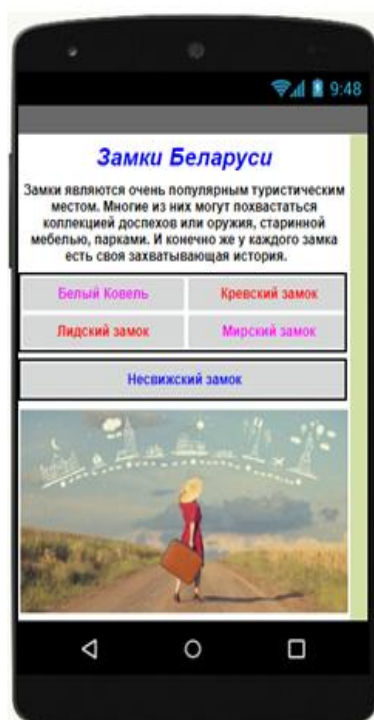 9:48
Замки Беларуси
Замки являются очень популярным туристическим
местом. Многие из них могут похвастаться
коллекцией доспехов или оружия, старинной
мебелью, парками. И конечно же у каждого замка
есть своя захватывающая история.
Белый Ковель Кревский замок
Лидский замок Мирский замок
Несвижский замок